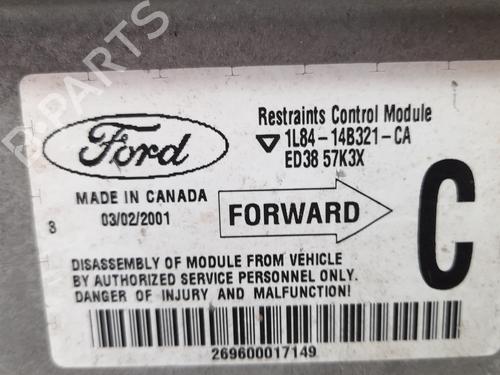 Ford
Restraints Control Module
1L84-14B321-CA
ED38 57K3X
MADE IN CANADA
03/02/2001
3
FORWARD
C
DISASSEMBLY OF MODULE FROM VEHICLE
BY AUTHORIZED SERVICE PERSONNEL ONLY.
DANGER OF INJURY AND MALFUNCTION!
269600017149
B-PARTS